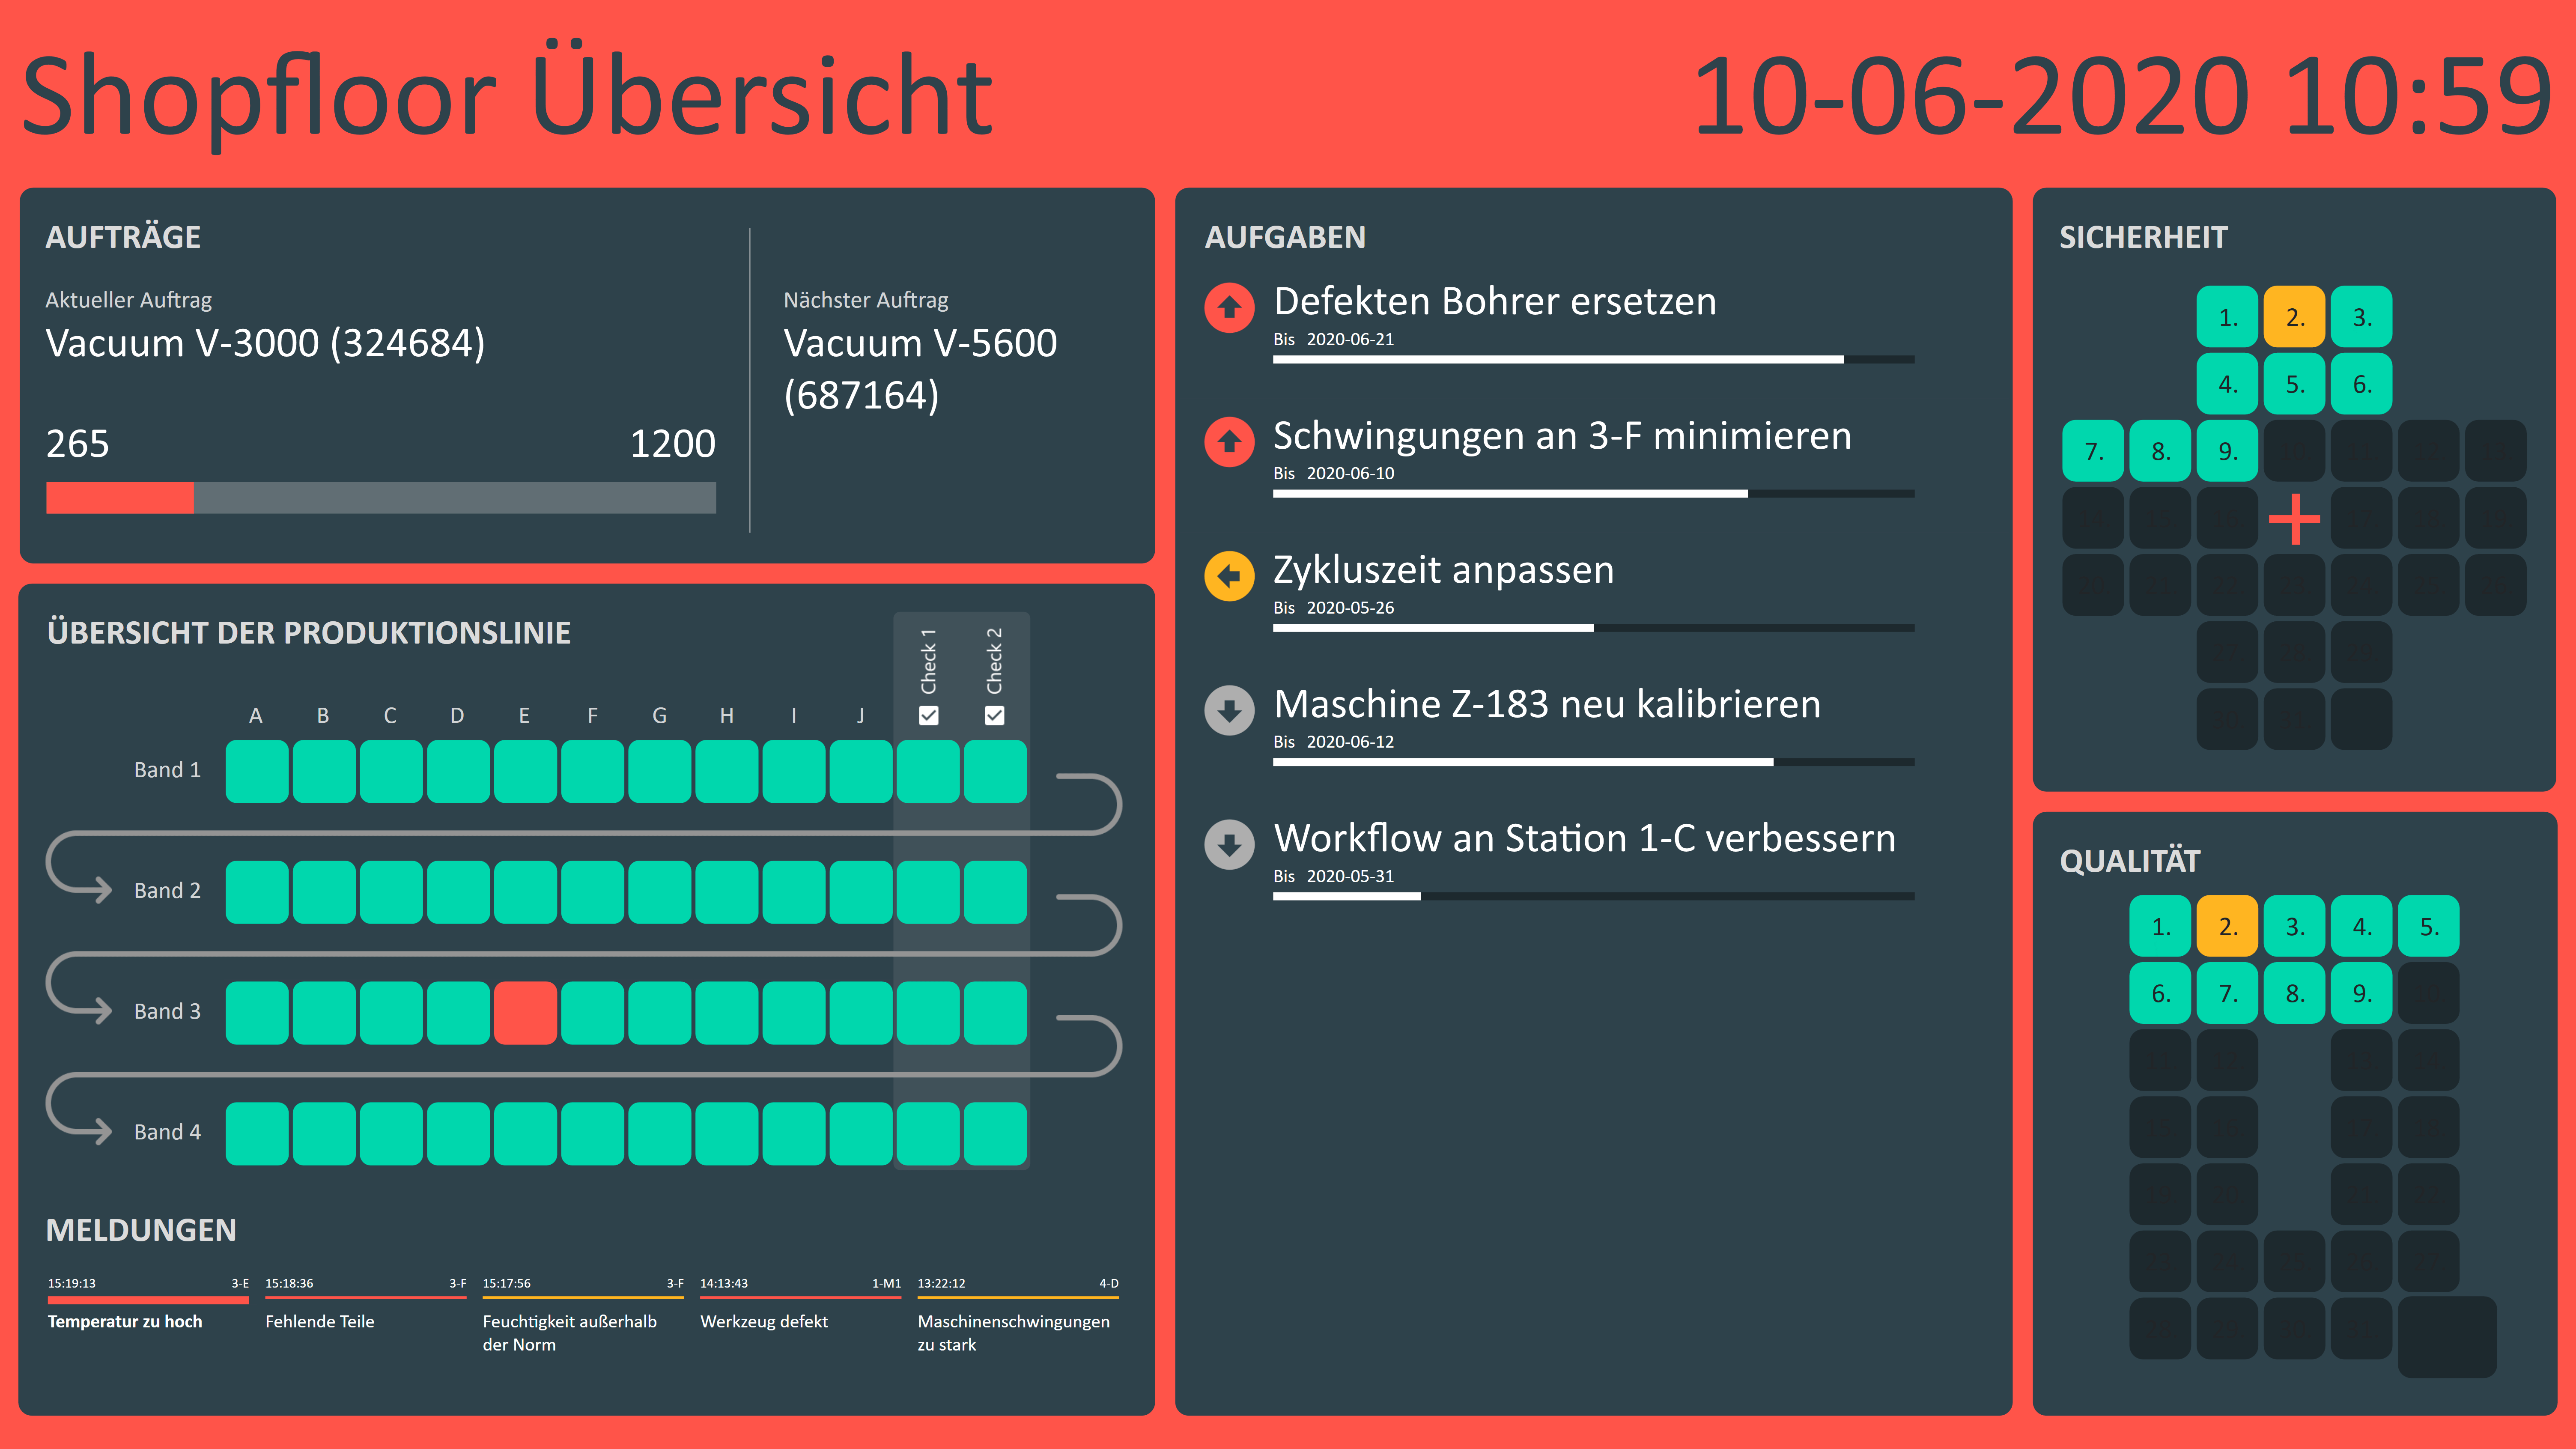 Shopfloor Übersicht
10-06-2020 10:59
AUFTRÄGE
Aktueller Auftrag
Vacuum V-3000 (324684)
265
1200
Nächster Auftrag
Vacuum V-5600
(687164)
ÜBERSICHT DER PRODUKTIONSLINIE
Check 1
Check 2
A B C D E F G H I J
Band 1
Band 2
Band 3
Band 4
MELDUNGEN
15:19:13 3-E
Temperatur zu hoch
15:18:36 3-F
Fehlende Teile
15:17:56 3-F
Feuchtigkeit außerhalb
der Norm
14:13:43 1-M1
Werkzeug defekt
13:22:12 4-D
Maschinenschwingungen
zu stark
AUFGABEN
Defekten Bohrer ersetzen
Bis 2020-06-21
Schwingungen an 3-F minimieren
Bis 2020-06-10
Zykluszeit anpassen
Bis 2020-05-26
Maschine Z-183 neu kalibrieren
Bis 2020-06-12
Workflow an Station 1-C verbessern
Bis 2020-05-31
SICHERHEIT
1. 2. 3.
4. 5. 6.
7. 8. 9.
QUALITÄT
1. 2. 3. 4. 5.
6. 7. 8. 9.